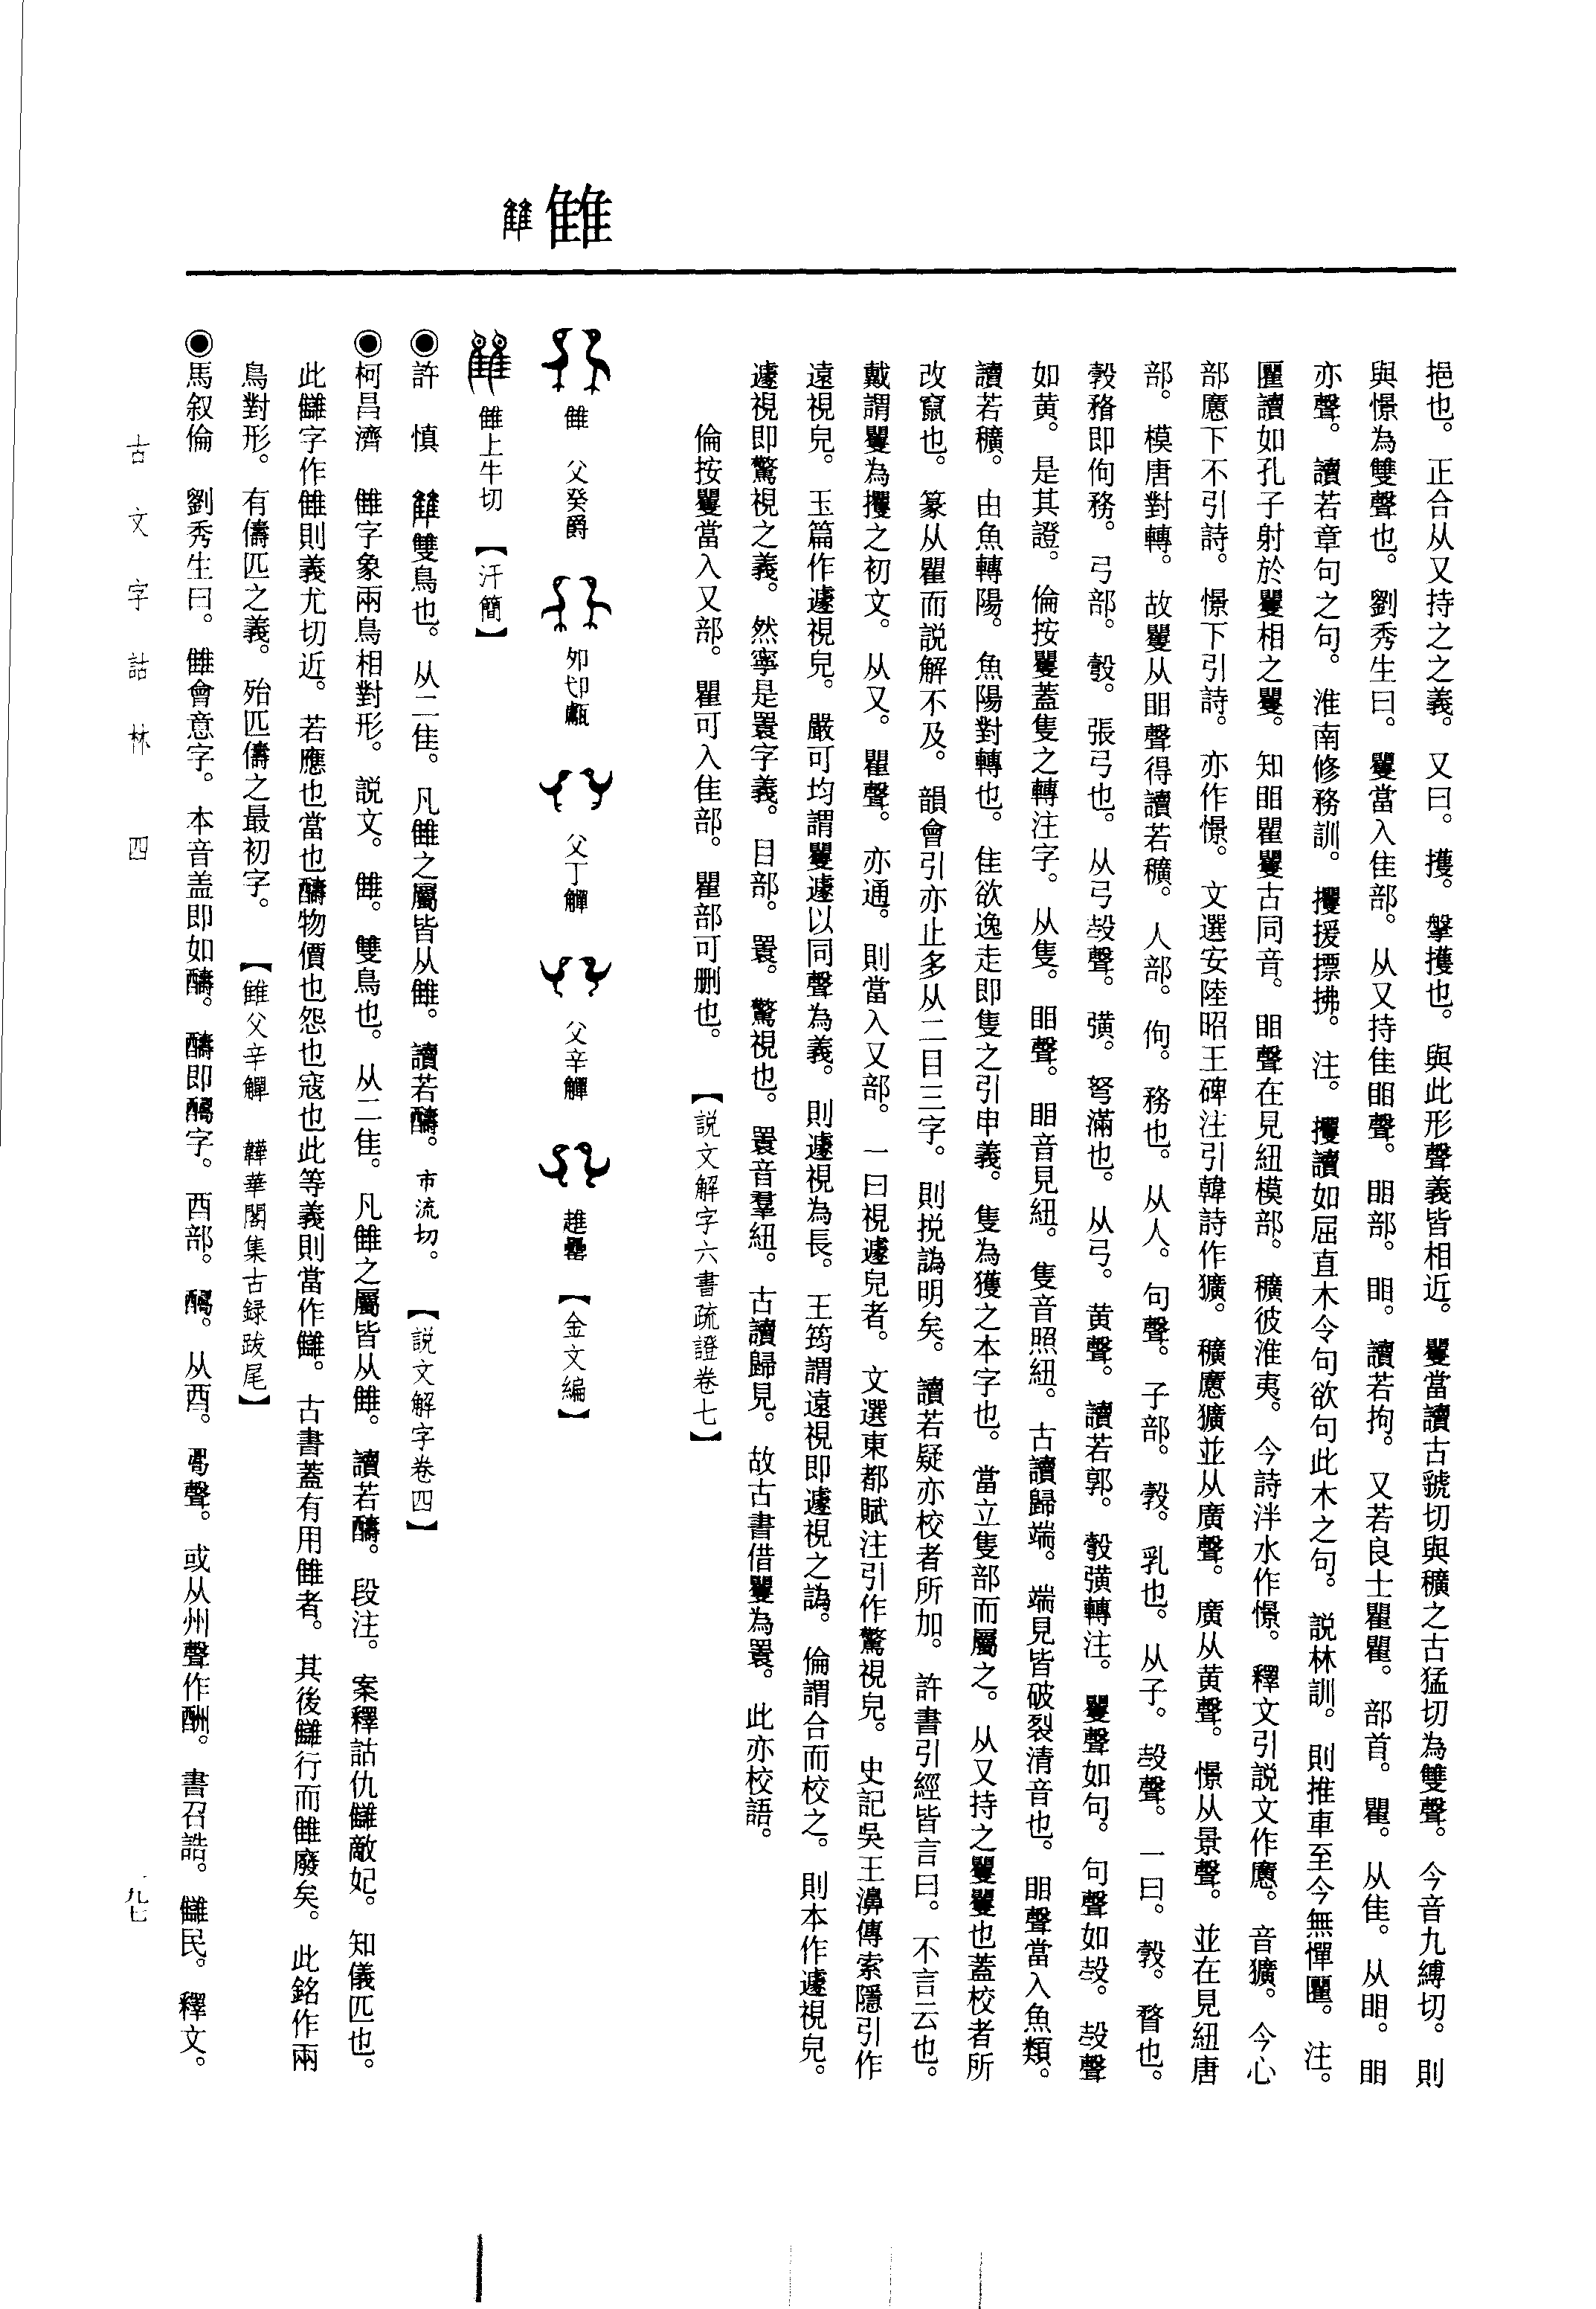 挹也。正合从又持之之義。又曰。擭。擥擭也。與此形聲義皆相近。矍當讀古虢切與穬之古猛切為雙聲。今音九縛切。則
與憬為雙聲也。劉秀生曰。矍當入隹部。从又持隹䀠聲。䀠部。䀠。讀若拘。又若良士瞿瞿。部首。瞿。从隹。从䀠。䀠
亦聲。讀若章句之句。淮南修務訓。攫援摽拂。注。攫讀如屈直木令句欲句此木之句。説林訓。則推車至今無憚匷。注。
匷讀如孔子射於矍相之矍。知䀠瞿矍古同音。䀠聲在見紐模部。穬彼淮夷。今詩泮水作憬。釋文引説文作懬。音獷。今心
部懬下不引詩。憬下引詩。亦作憬。文選安陸昭王碑注引韓詩作獷。穬懬獷並从廣聲。廣从黄聲。憬从景聲。並在見紐唐
部。模唐對轉。故矍从䀠聲得讀若穬。人部。佝。務也。从人。句聲。子部。㝅。乳也。从子。㱿聲。一曰。㝅。瞀也。
㝅瞀即佝務。弓部。彀。張弓也。从弓㱿聲。彉。弩滿也。从弓。黄聲。讀若郭。彀彉轉注。矍聲如句。句聲如㱿。㱿聲
如黄。是其證。倫按矍蓋隻之轉注字。从隻。䀠聲。䀠音見紐。隻音照紐。古讀歸端。端見皆破裂清音也。䀠聲當入魚類。
讀若穬。由魚轉陽。魚陽對轉也。隹欲逸走即隻之引申義。隻為獲之本字也。當立隻部而屬之。从又持之矍矍也蓋校者所
改竄也。篆从瞿而説解不及。韻會引亦止多从二目三字。則挩譌明矣。讀若疑亦校者所加。許書引經皆言曰。不言云也。
戴謂矍為攫之初文。从又。瞿聲。亦通。則當入又部。一曰視遽皃者。文選東都賦注引作驚視皃。史記吳王濞傳索隱引作
遠視皃。玉篇作遽視皃。嚴可均謂矍遽以同聲為義。則遽視為長。王筠謂遠視即遽視之譌。倫謂合而校之。則本作遽視皃。
遽視即驚視之義。然寧是瞏字義。目部。瞏。驚視也。瞏音羣紐。古讀歸見。故古書借矍為瞏。此亦校語。
倫按矍當入又部。瞿可入隹部。瞿部可删也。【説文解字六書疏證卷七】
雔 雔
雔 父癸爵 父丁觶 父辛觶 【金文編】
雔上牛切【汗簡】
◉許 慎 雔雙鳥也。从二隹。凡雔之屬皆从雔。讀若醻。市流切。【説文解字卷四】
◉柯昌濟 雔字象兩鳥相對形。説文。雔。雙鳥也。从二隹。凡雔之屬皆从雔。讀若醻。段注。案釋詁仇讎敵妃。知儀匹也。
此讎字作雔則義尤切近。若應也當也醻物價也怨也寇也此等義則當作讎。古書蓋有用雔者。其後讎行而雔廢矣。此銘作兩
鳥對形。有儔匹之義。殆匹儔之最初字。【雔父辛觶 韡華閣集古録跋尾】
◉馬叙倫 劉秀生曰。雔會意字。本音盖即如醻。醻即字。酉部。从酉。聲。或从州聲作酬。書召誥。讎民。釋文。
古文字詁林 四
一九七